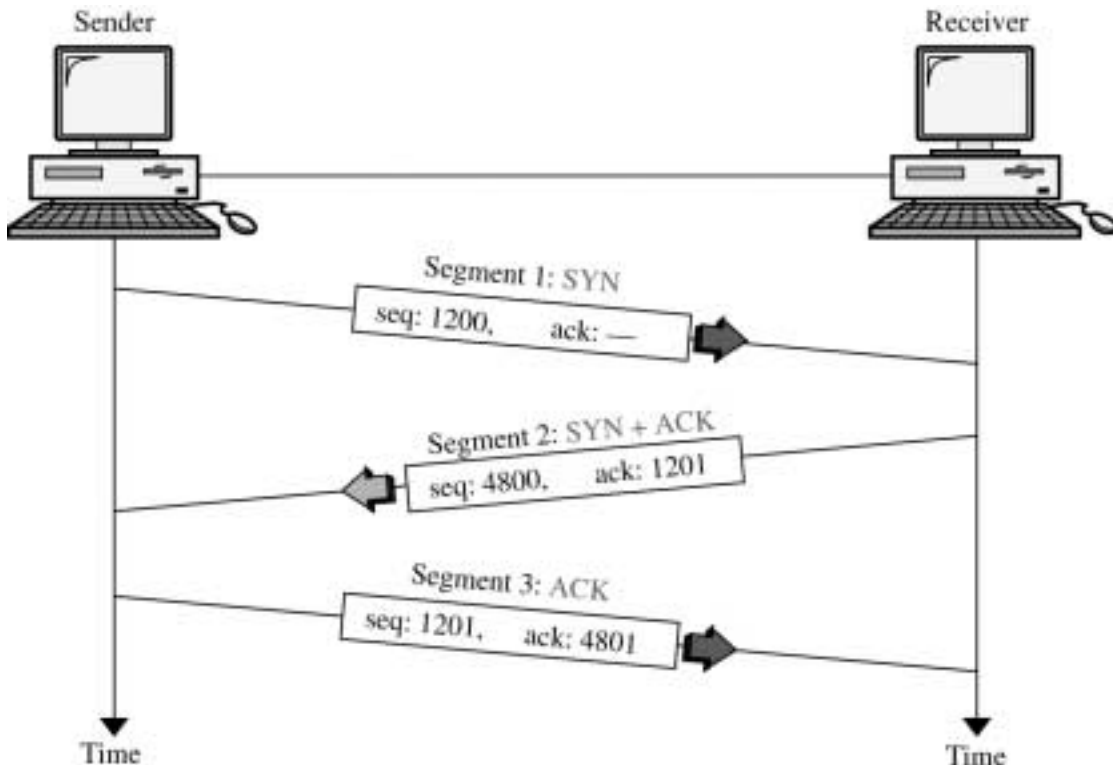 Sender
Receiver
Segment 1: SYN
seq: 1200, ack: —
Segment 2: SYN + ACK
seq: 4800, ack: 1201
Segment 3: ACK
seq: 1201, ack: 4801
Time
Time